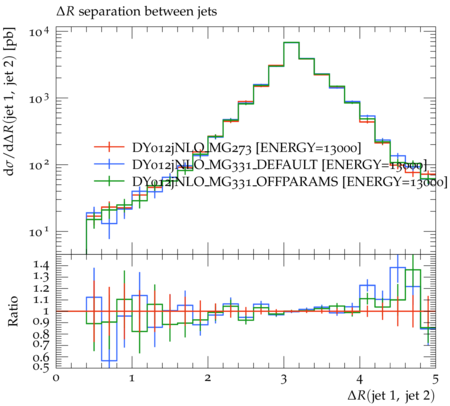 ΔR separation between jets
dσ/dΔR(jet 1, jet 2) [pb]
10⁴
10³
10²
10¹
DY012jNLO_MG273 [ENERGY=13000]
DY012jNLO_MG331_DEFAULT [ENERGY=13000]
DY012jNLO_MG331_OFFPARAMS [ENERGY=13000]
Ratio
1.4
1.3
1.2
1.1
1
0.9
0.8
0.7
0.6
0.5
0 1 2 3 4 5
ΔR(jet 1, jet 2)